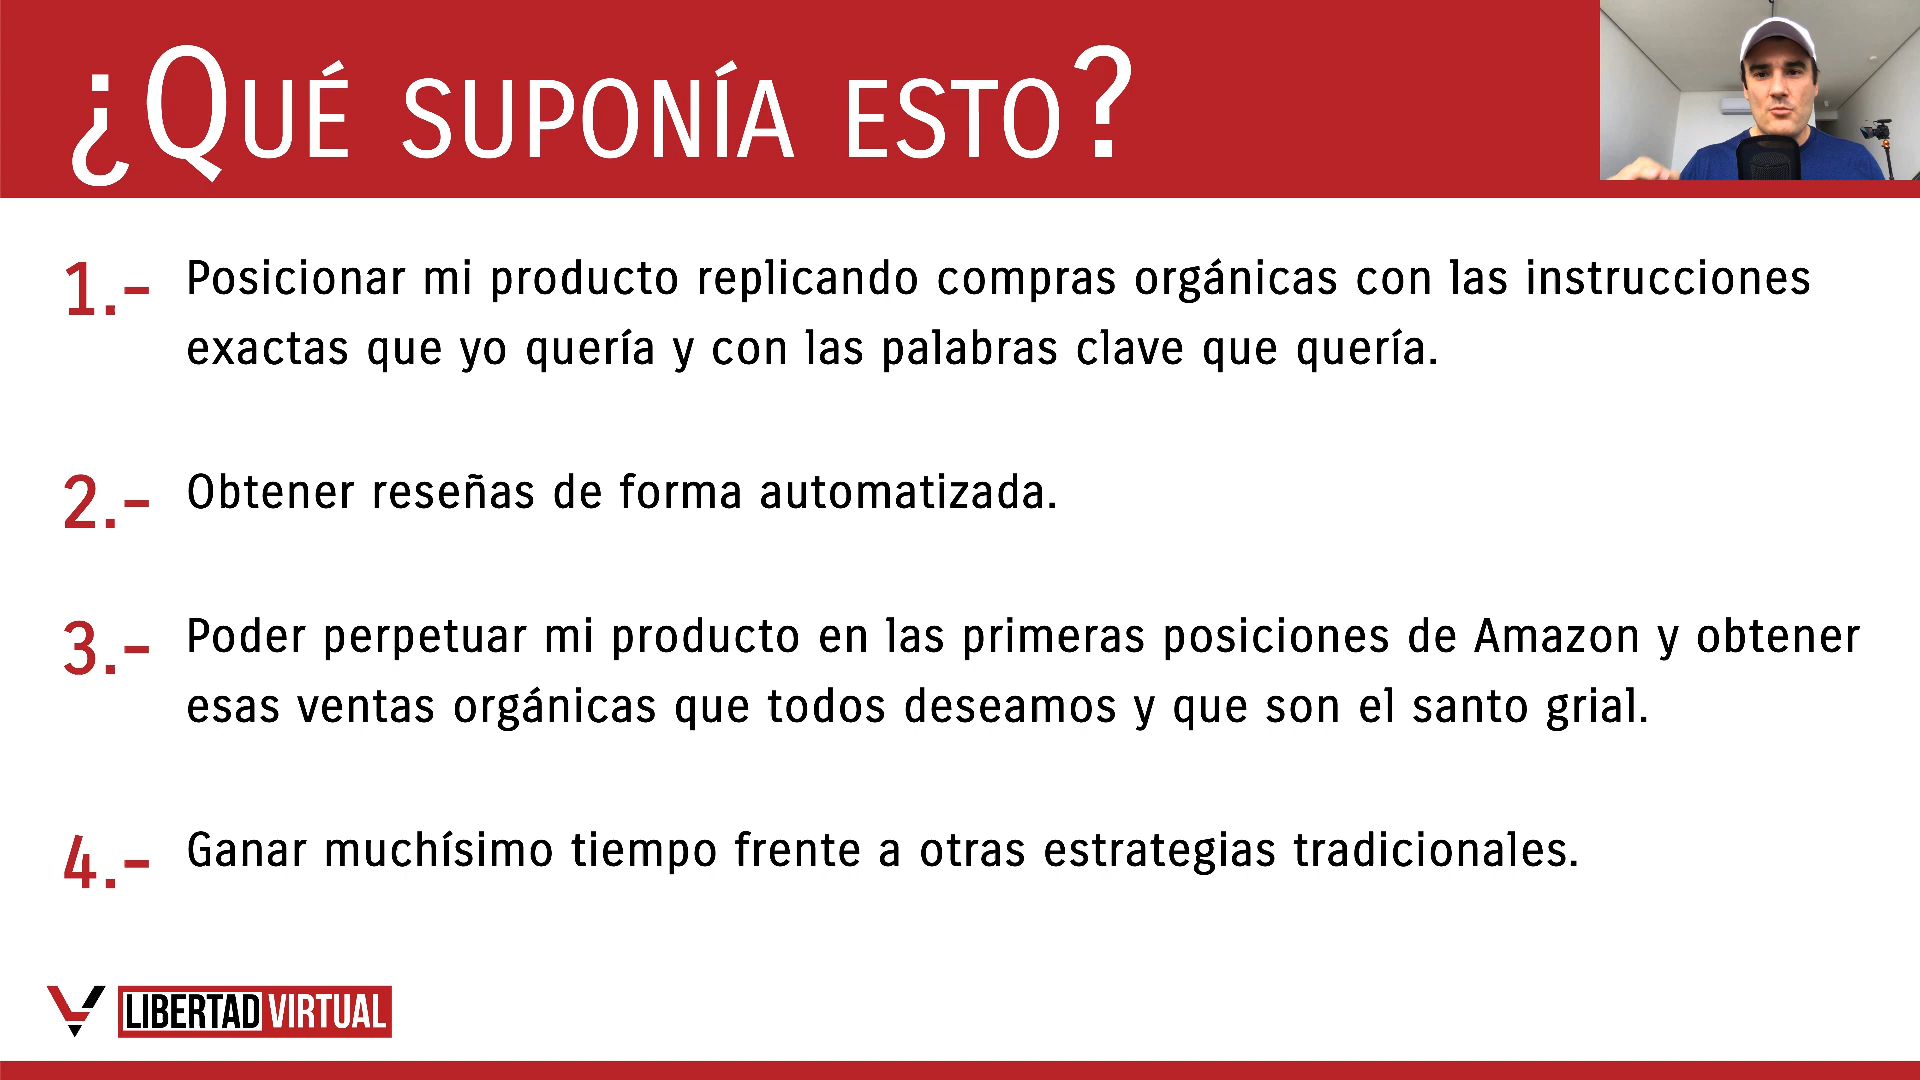 ¿Qué suponía esto?
1.- Posicionar mi producto replicando compras orgánicas con las instrucciones
exactas que yo quería y con las palabras clave que quería.
2.- Obtener reseñas de forma automatizada.
3.- Poder perpetuar mi producto en las primeras posiciones de Amazon y obtener
esas ventas orgánicas que todos deseamos y que son el santo grial.
4.- Ganar muchísimo tiempo frente a otras estrategias tradicionales.
LIBERTAD VIRTUAL